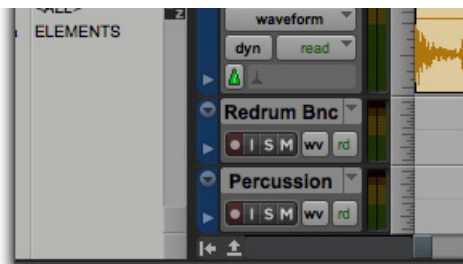 <ALL>
z
ELEMENTS
waveform
dyn read
Redrum Bnc
I S M wv rd
Percussion
I S M wv rd